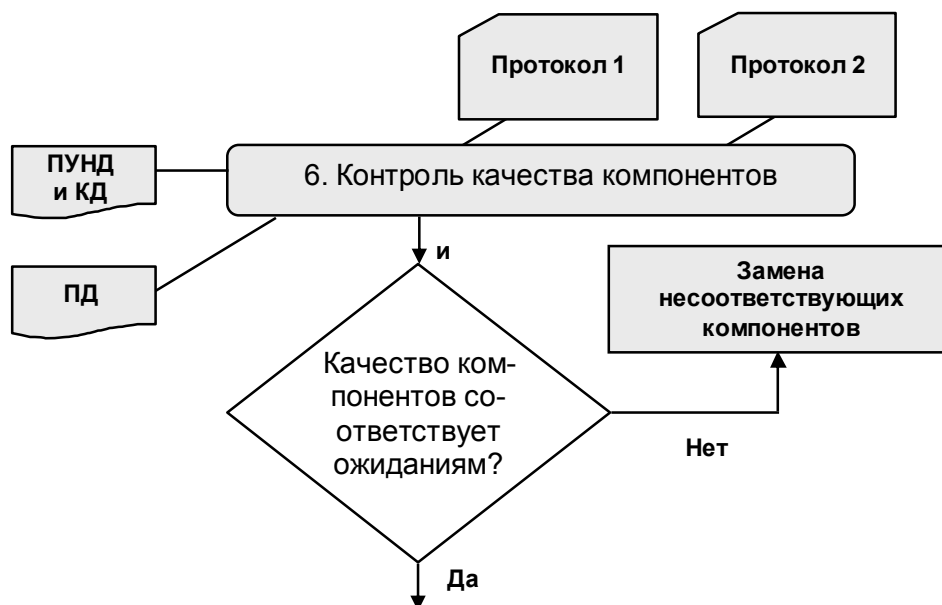 Протокол 1
Протокол 2
ПУНД
и КД
6. Контроль качества компонентов
ПД
и
Замена
несоответствующих
компонентов
Качество ком-
понентов со-
ответствует
ожиданиям?
Нет
Да